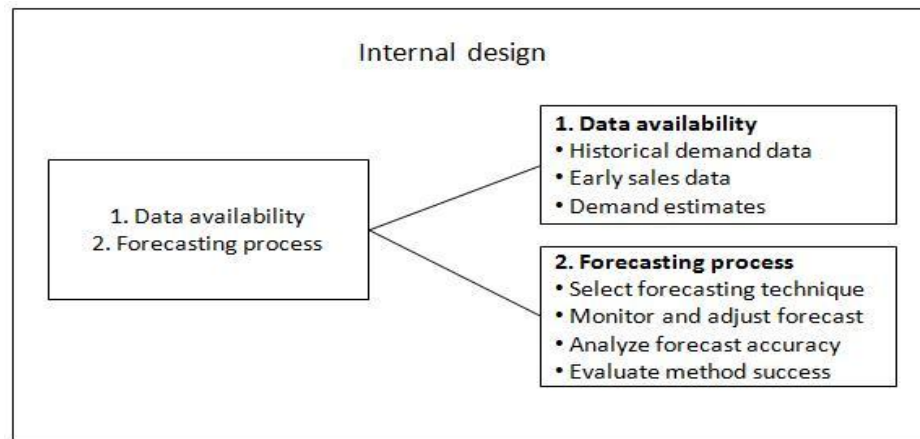 Internal design
1. Data availability
2. Forecasting process
1. Data availability
• Historical demand data
• Early sales data
• Demand estimates
2. Forecasting process
• Select forecasting technique
• Monitor and adjust forecast
• Analyze forecast accuracy
• Evaluate method success